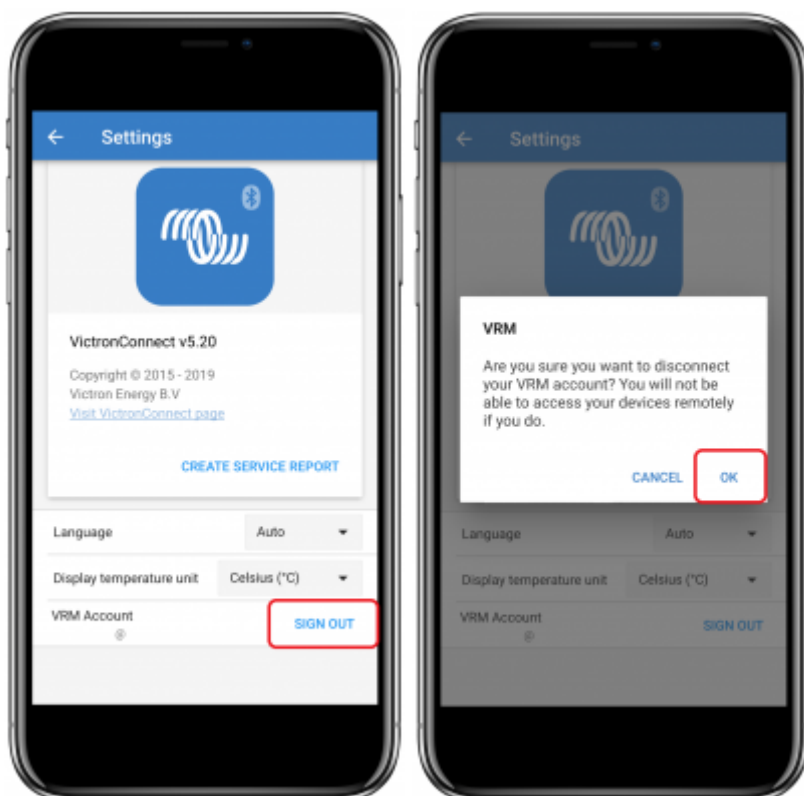 Settings
VictronConnect v5.20
Copyright © 2015 - 2019
Victron Energy B.V
Visit VictronConnect page
CREATE SERVICE REPORT
Language Auto
Display temperature unit Celsius (°C)
VRM Account
@
SIGN OUT
Settings
VRM
Are you sure you want to disconnect
your VRM account? You will not be
able to access your devices remotely
if you do.
CANCEL OK
Language Auto
Display temperature unit Celsius (°C)
VRM Account
@
SIGN OUT